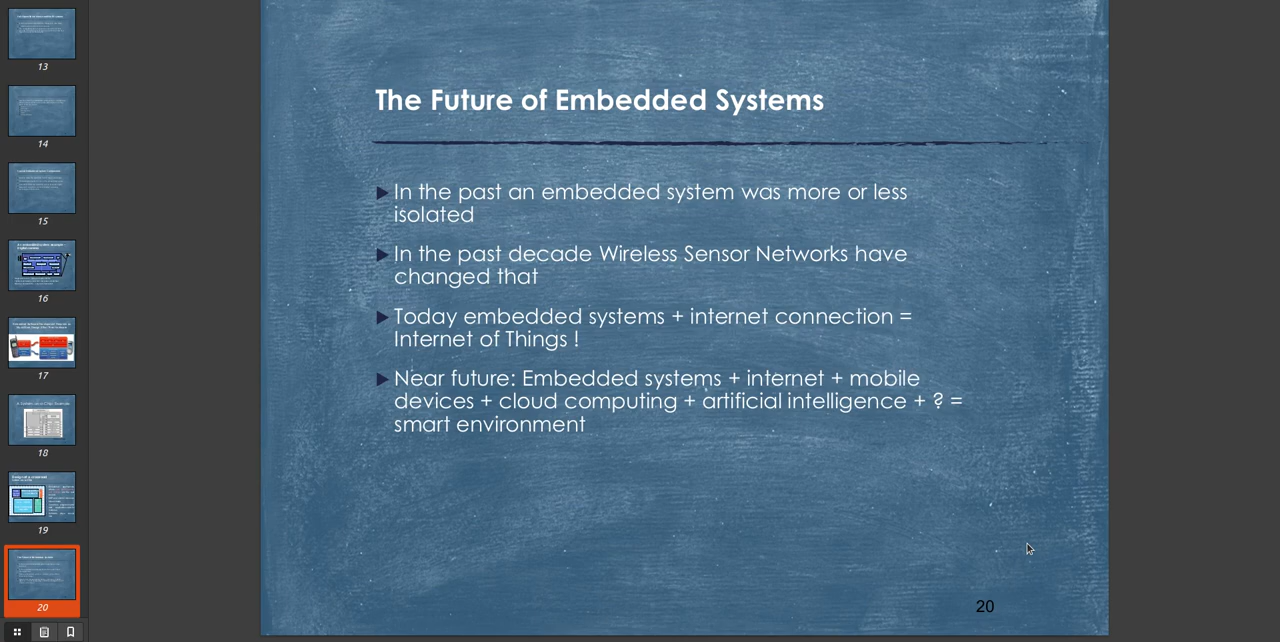 13
14
15
16
17
18
19
20
The Future of Embedded Systems
In the past an embedded system was more or less
isolated
In the past decade Wireless Sensor Networks have
changed that
Today embedded systems + internet connection =
Internet of Things !
Near future: Embedded systems + internet + mobile
devices + cloud computing + artificial intelligence + ? =
smart environment
20